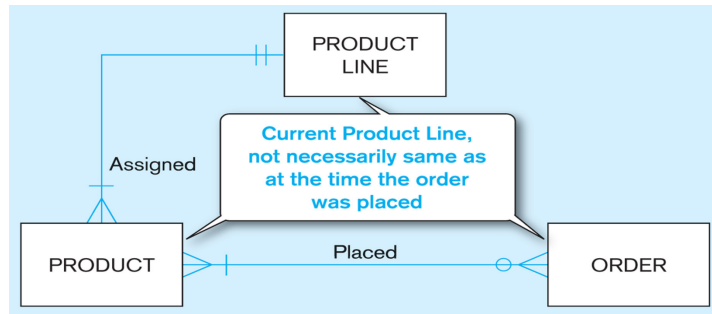 PRODUCT
LINE
Current Product Line,
not necessarily same as
at the time the order
was placed
Assigned
PRODUCT
Placed
ORDER